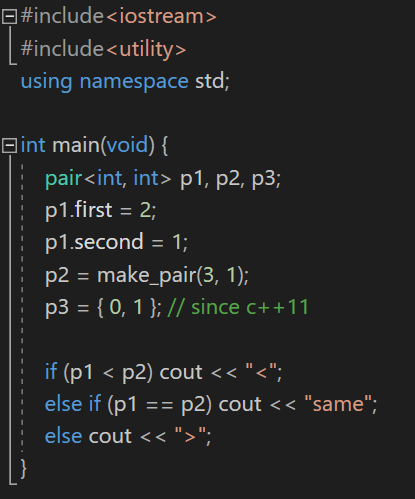 #include<iostream>
#include<utility>
using namespace std;
int main(void) {
pair<int, int> p1, p2, p3;
p1.first = 2;
p1.second = 1;
p2 = make_pair(3, 1);
p3 = { 0, 1 }; // since c++11
if (p1 < p2) cout << "<";
else if (p1 == p2) cout << "same";
else cout << ">";
}